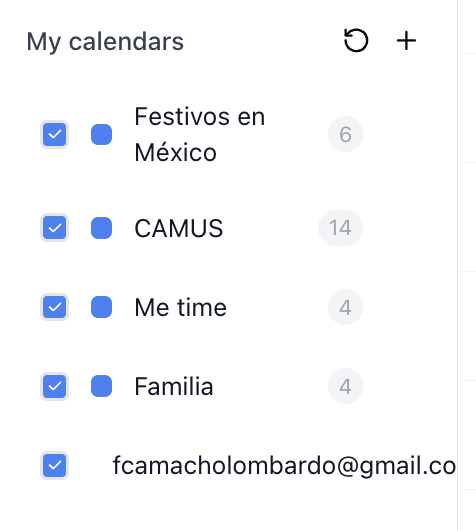 My calendars
Festivos en
México
6
CAMUS
14
Me time
4
Familia
4
fcamacholombardo@gmail.co